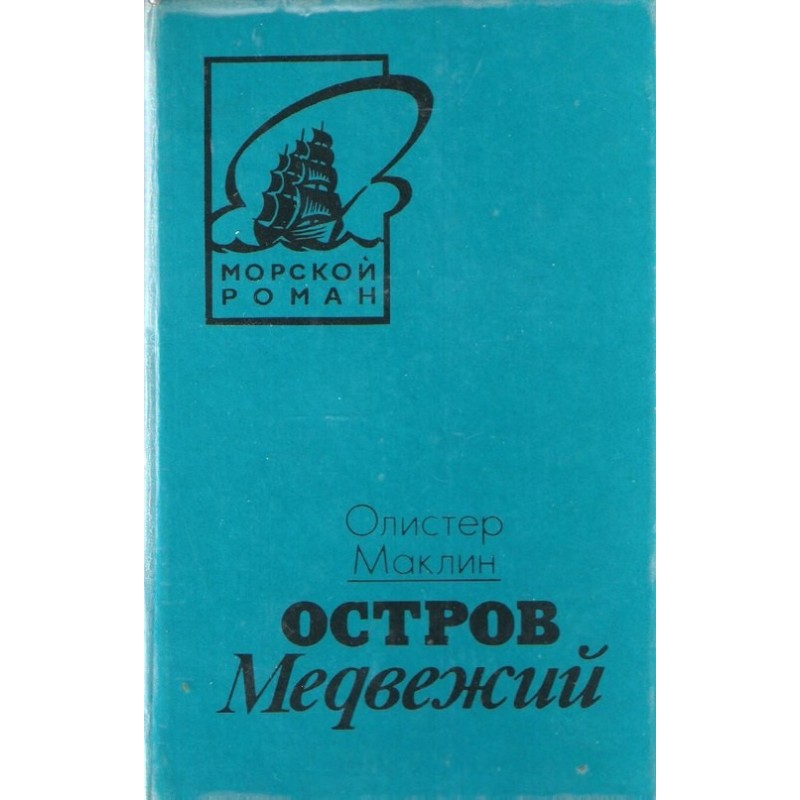 МОРСКОЙ
РОМАН
Олистер
Маклин
ОСТРОВ
Медвежий